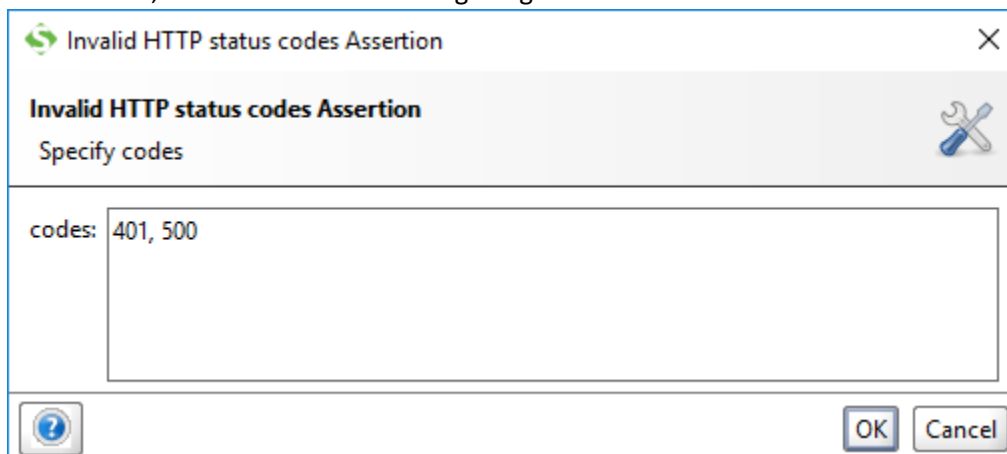 Invalid HTTP status codes Assertion
Invalid HTTP status codes Assertion
Specify codes
codes: 401, 500
OK Cancel